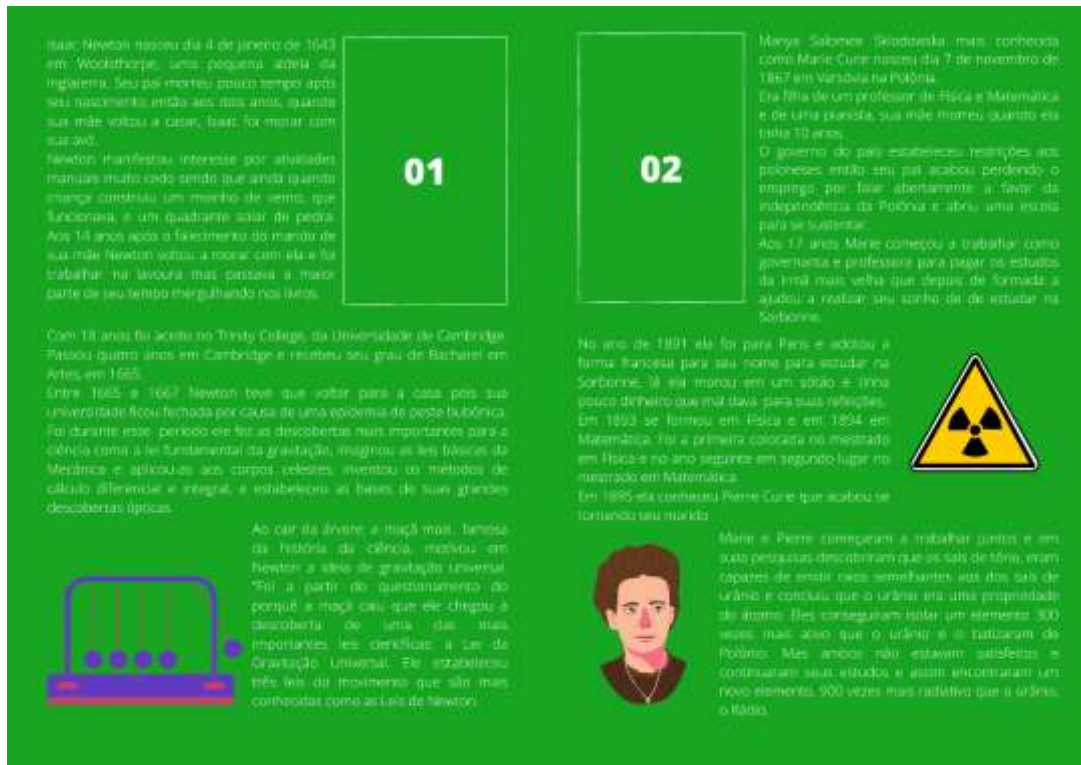 Isaac Newton nasceu dia 4 de janeiro de 1643
em Woolsthorpe, uma pequena aldeia da
Inglaterra. Seu pai morreu pouco tempo após
seu nascimento então aos dois anos, quando
sua mãe voltou a casar, Isaac foi morar com
sua avó.
Newton manifestou interesse por atividades
manuais muito cedo sendo que ainda quando
criança construiu um moinho de vento, que
funcionava, e um quadrante solar de pedra.
Aos 14 anos após o falecimento do marido de
sua mãe Newton voltou a morar com ela e foi
trabalhar na lavoura mas passava a maior
parte de seu tempo mergulhando nos livros.
01
Com 18 anos foi aceito no Trinity College, da Universidade de Cambridge.
Passou quatro anos em Cambridge e recebeu seu grau de Bacharel em
Artes, em 1665.
Entre 1665 e 1667 Newton teve que voltar para a casa pois sua
universidade ficou fechada por causa de uma epidemia de peste bubônica.
Foi durante esse período ele fez as descobertas mais importantes para a
ciência como a lei fundamental da gravitação, imaginou as leis básicas da
Mecânica e aplicou-as aos corpos celestes, inventou os métodos de
cálculo diferencial e integral, e estabeleceu as bases de suas grandes
descobertas ópticas.
Ao cair da árvore, a maçã mais famosa
da história da ciência, motivou em
Newton a ideia de gravitação universal.
"Foi a partir do questionamento do
porquê a maçã caiu que ele chegou à
descoberta de uma das mais
importantes leis científicas: a Lei da
Gravitação Universal. Ele estabeleceu
três leis do movimento que são mais
conhecidas como as Leis de Newton.
02
Manya Salomee Sklodowska mais conhecida
como Marie Curie nasceu dia 7 de novembro de
1867 em Varsóvia na Polônia.
Era filha de um professor de Física e Matemática
e de uma pianista, sua mãe morreu quando ela
tinha 10 anos.
O governo do país estabeleceu restrições aos
poloneses então seu pai acabou perdendo o
emprego por falar abertamente a favor da
independência da Polônia e abriu uma escola
para se sustentar.
Aos 17 anos Marie começou a trabalhar como
governanta e professora para pagar os estudos
da irmã mais velha que depois de formada a
ajudou a realizar seu sonho de de estudar na
Sorbonne.
No ano de 1891 ela foi para Paris e adotou a
forma francesa para seu nome para estudar na
Sorbonne, lá ela morou em um sótão e tinha
pouco dinheiro que mal dava para suas refeições.
Em 1893 se formou em Física e em 1894 em
Matemática. Foi a primeira colocada no mestrado
em Física e no ano seguinte em segundo lugar no
mestrado em Matemática.
Em 1895 ela conheceu Pierre Curie que acabou se
tornando seu marido.
Marie e Pierre começaram a trabalhar juntos e em
suas pesquisas descobriram que os sais de tório, eram
capazes de emitir raios semelhantes aos dos sais de
urânio e concluiu que o urânio era uma propriedade
do átomo. Eles conseguiram isolar um elemento 300
vezes mais ativo que o urânio e o batizaram de
Polônio. Mas ambos não estavam satisfeitos e
continuaram seus estudos e assim encontraram um
novo elemento, 900 vezes mais radiativo que o urânio,
o Rádio.